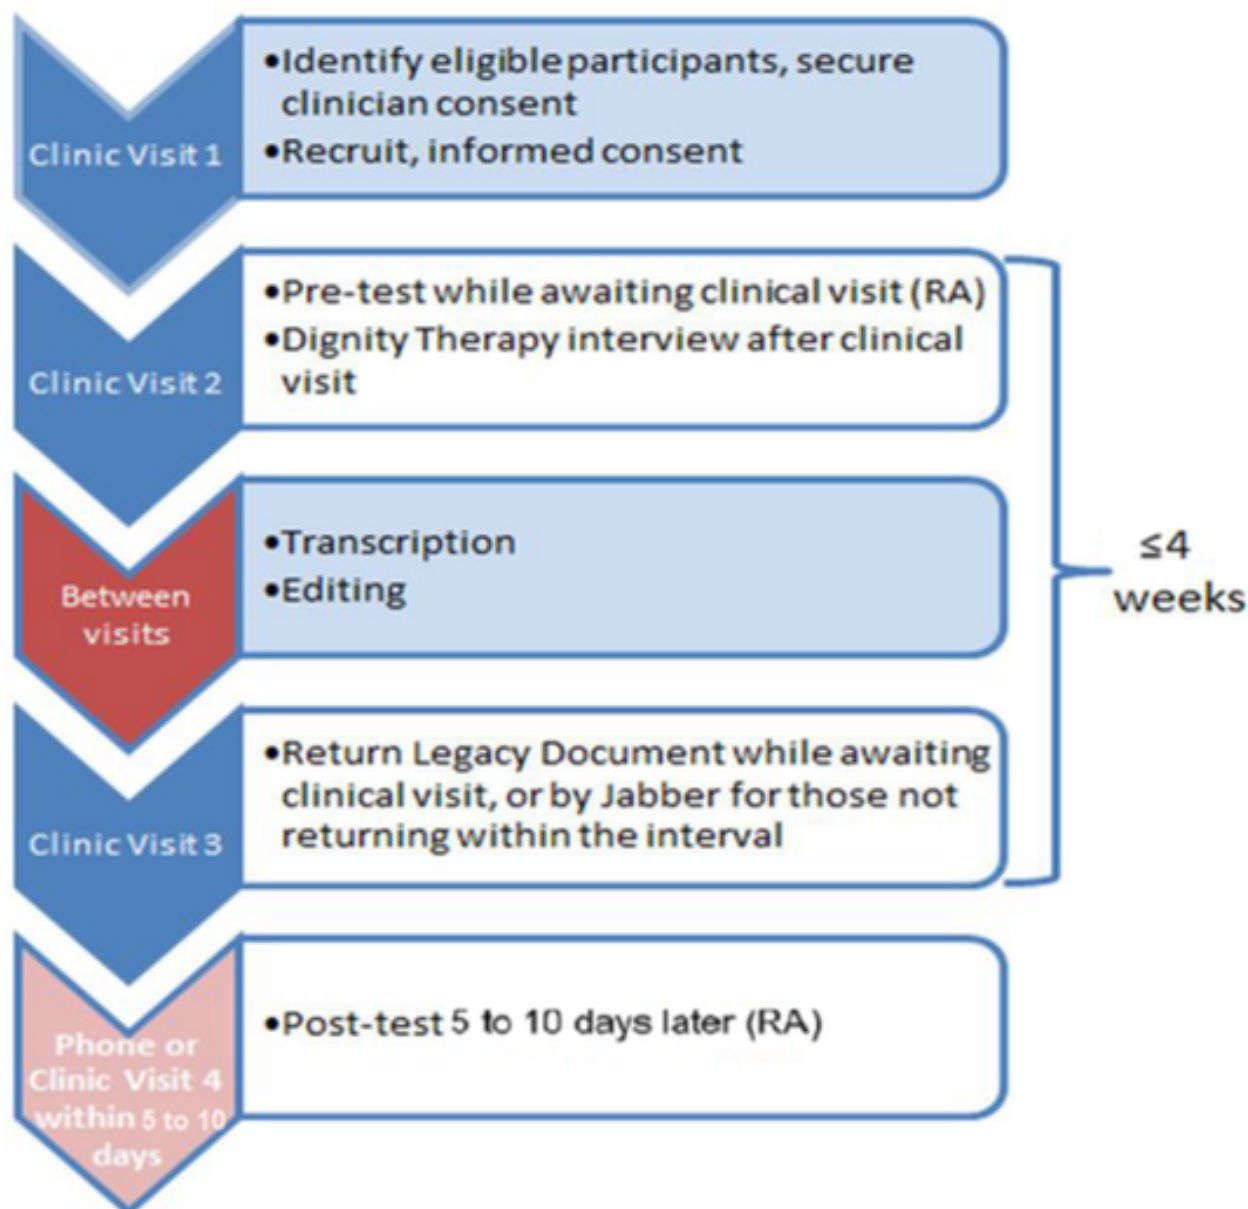 Clinic Visit 1
•Identify eligible participants, secure
clinician consent
•Recruit, informed consent
Clinic Visit 2
•Pre-test while awaiting clinical visit (RA)
•Dignity Therapy interview after clinical
visit
Between
visits
•Transcription
•Editing
≤4
weeks
Clinic Visit 3
•Return Legacy Document while awaiting
clinical visit, or by Jabber for those not
returning within the interval
Phone or
Clinic Visit 4
within 5 to 10
days
•Post-test 5 to 10 days later (RA)